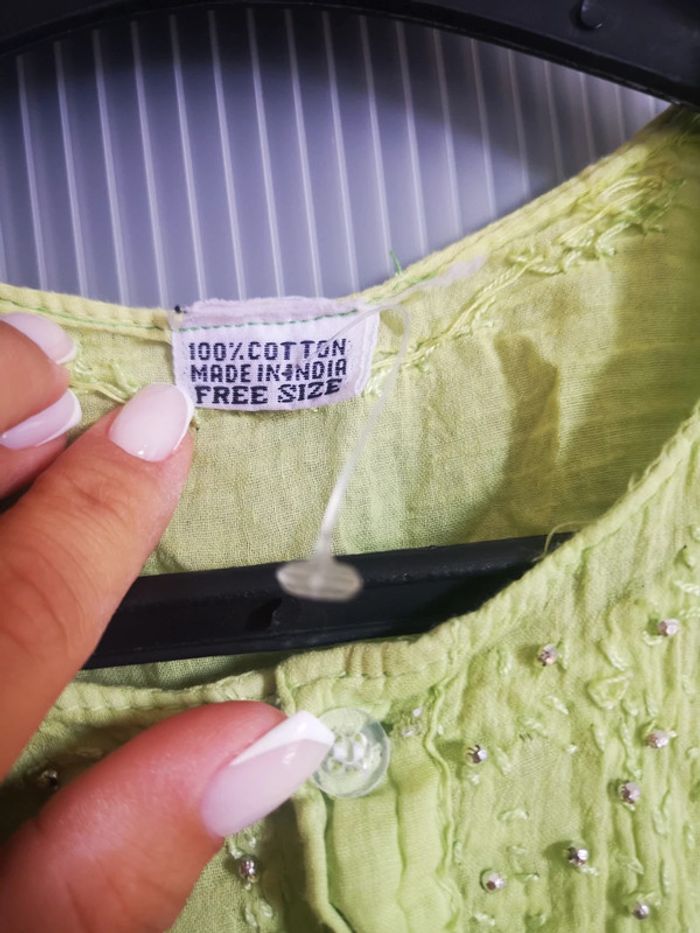 100% COTTON
MADE IN INDIA
FREE SIZE